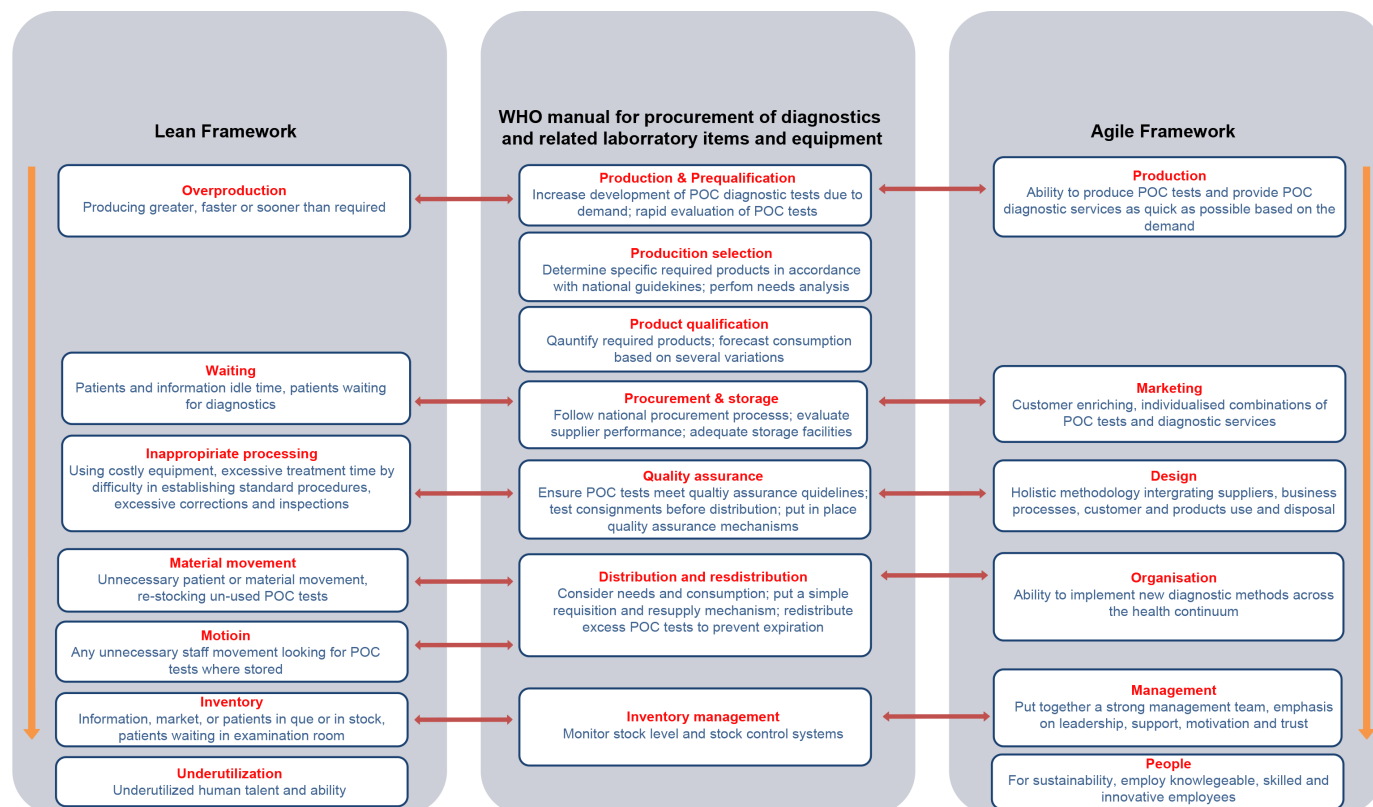 Lean Framework
Overproduction
Producing greater, faster or sooner than required
Waiting
Patients and information idle time, patients waiting
for diagnostics
Inappropiriate processing
Using costly equipment, excessive treatment time by
difficulty in establishing standard procedures,
excessive corrections and inspections
Material movement
Unnecessary patient or material movement,
re-stocking un-used POC tests
Motioin
Any unnecessary staff movement looking for POC
tests where stored
Inventory
Information, market, or patients in que or in stock,
patients waiting in examination room
Underutilization
Underutilized human talent and ability
WHO manual for procurement of diagnostics
and related laborratory items and equipment
Production & Prequalification
Increase development of POC diagnostic tests due to
demand; rapid evaluation of POC tests
Producition selection
Determine specific required products in accordance
with national guidekines; perfom needs analysis
Product qualification
Qauntify required products; forecast consumption
based on several variations
Procurement & storage
Follow national procurement processs; evaluate
supplier performance; adequate storage facilities
Quality assurance
Ensure POC tests meet qualtiy assurance quidelines;
test consignments before distribution; put in place
quality assurance mechanisms
Distribution and resdistribution
Consider needs and consumption; put a simple
requisition and resupply mechanism; redistribute
excess POC tests to prevent expiration
Inventory management
Monitor stock level and stock control systems
Agile Framework
Production
Ability to produce POC tests and provide POC
diagnostic services as quick as possible based on the
demand
Marketing
Customer enriching, individualised combinations of
POC tests and diagnostic services
Design
Holistic methodology intergrating suppliers, business
processes, customer and products use and disposal
Organisation
Ability to implement new diagnostic methods across
the health continuum
Management
Put together a strong management team, emphasis
on leadership, support, motivation and trust
People
For sustainability, employ knowlegeable, skilled and
innovative employees